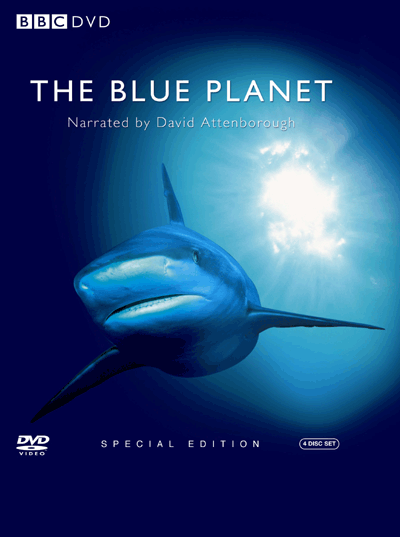 BBC DVD
THE BLUE PLANET
Narrated by David Attenborough
DVD
VIDEO
SPECIAL EDITION
4 DISC SET